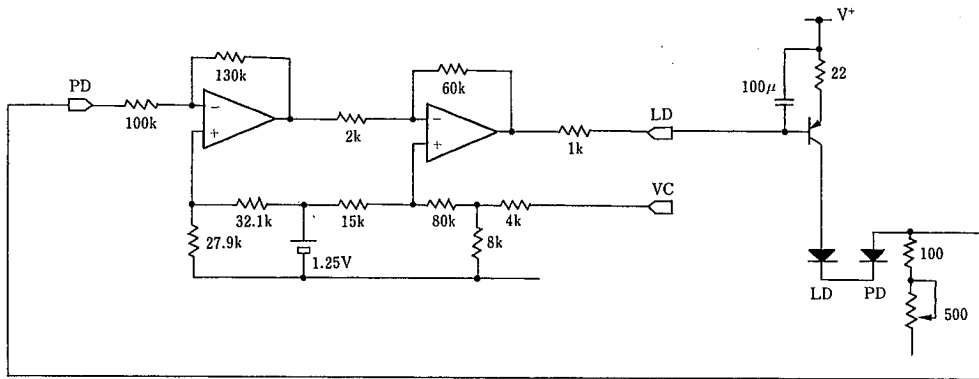 V+
PD
130k
60k
22
100μ
100k
2k
LD
1k
VC
32.1k
15k
80k
4k
27.9k
8k
1.25V
100
LD
PD
500
−
+
−
+